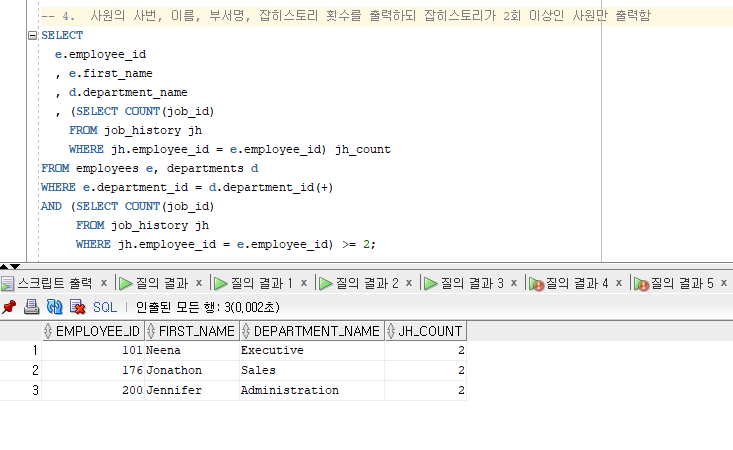 -- 4.  사원의 사번, 이름, 부서명, 잡히스토리 횟수를 출력하되 잡히스토리가 2회 이상인 사원만 출력함
SELECT
e.employee_id
, e.first_name
, d.department_name
, (SELECT COUNT(job_id)
FROM job_history jh
WHERE jh.employee_id = e.employee_id) jh_count
FROM employees e, departments d
WHERE e.department_id = d.department_id(+)
AND (SELECT COUNT(job_id)
FROM job_history jh
WHERE jh.employee_id = e.employee_id) >= 2;
스크립트 출력 × 질의 결과 × 질의 결과 1 × 질의 결과 2 × 질의 결과 3 × 질의 결과 4 × 질의 결과 5 ×
SQL | 인출된 모든 행: 3(0,002초)
EMPLOYEE_ID FIRST_NAME DEPARTMENT_NAME JH_COUNT
1 101 Neena Executive 2
2 176 Jonathon Sales 2
3 200 Jennifer Administration 2